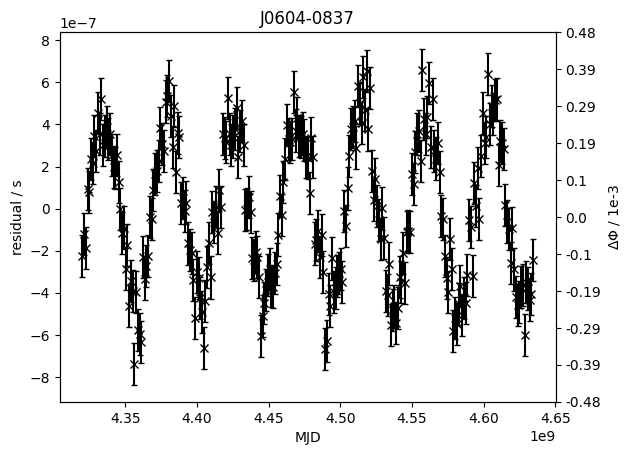 J0604-0837
1e−7
8
6
4
2
0
−2
−4
−6
−8
residual / s
0.48
0.39
0.29
0.19
0.1
0.0
-0.1
-0.19
-0.29
-0.39
-0.48
ΔΦ / 1e-3
4.35 4.40 4.45 4.50 4.55 4.60 4.65
1e9
MJD